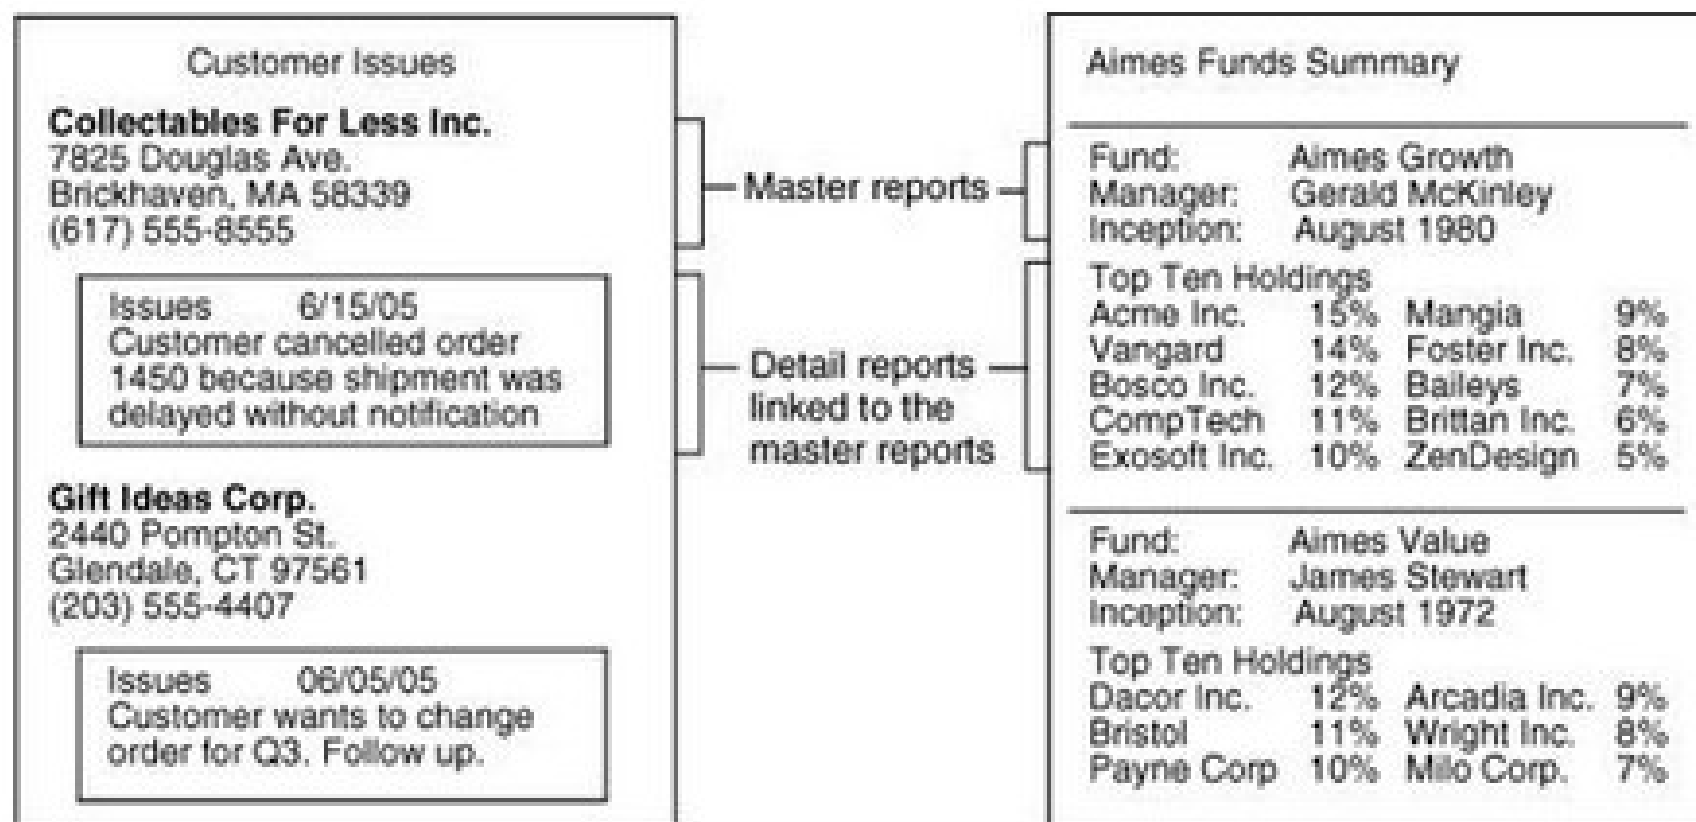 Customer Issues
Collectables For Less Inc.
7825 Douglas Ave.
Brickhaven, MA 58339
(617) 555-8555
Issues 6/15/05
Customer cancelled order
1450 because shipment was
delayed without notification
Gift Ideas Corp.
2440 Pompton St.
Glendale, CT 97561
(203) 555-4407
Issues 06/05/05
Customer wants to change
order for Q3. Follow up.
Master reports
Detail reports
linked to the
master reports
Aimes Funds Summary
Fund: Aimes Growth
Manager: Gerald McKinley
Inception: August 1980
Top Ten Holdings
Acme Inc. 15% Mangia 9%
Vangard 14% Foster Inc. 8%
Bosco Inc. 12% Baileys 7%
CompTech 11% Brittan Inc. 6%
Exosoft Inc. 10% ZenDesign 5%
Fund: Aimes Value
Manager: James Stewart
Inception: August 1972
Top Ten Holdings
Dacor Inc. 12% Arcadia Inc. 9%
Bristol 11% Wright Inc. 8%
Payne Corp 10% Milo Corp. 7%